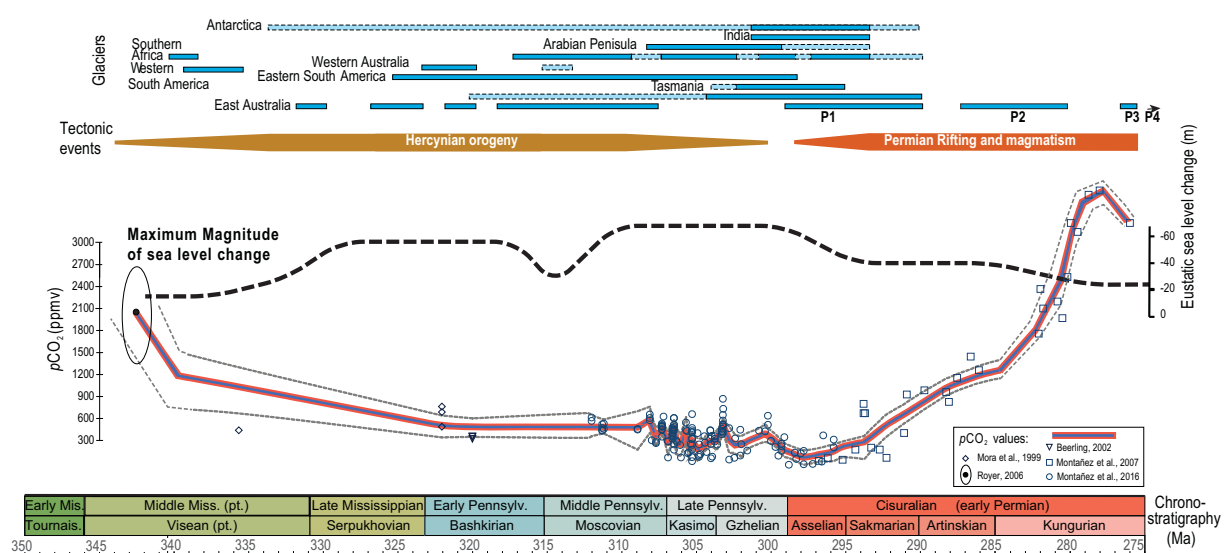 Glaciers
Antarctica
India
Southern
Africa
Arabian Penisula
Western
South America
Western Australia
Eastern South America
Tasmania
East Australia
P1
P2
P3
P4
Tectonic
events
Hercynian orogeny
Permian Rifting and magmatism
Maximum Magnitude
of sea level change
pCO2 (ppmv)
3000
2700
2400
2100
1800
1500
1200
900
600
300
Eustatic sea level change (m)
-60
-40
-20
0
pCO2 values:
Mora et al., 1999
Royer, 2006
Beerling, 2002
Montañez et al., 2007
Montañez et al., 2016
Early Mis.
Middle Miss. (pt.)
Late Mississippian
Early Pennsylv.
Middle Pennsylv.
Late Pennsylv.
Cisuralian (early Permian)
Tournais.
Visean (pt.)
Serpukhovian
Bashkirian
Moscovian
Kasimo
Gzhelian
Asselian
Sakmarian
Artinskian
Kungurian
Chrono-
stratigraphy
(Ma)
350 345 340 335 330 325 320 315 310 305 300 295 290 285 280 275